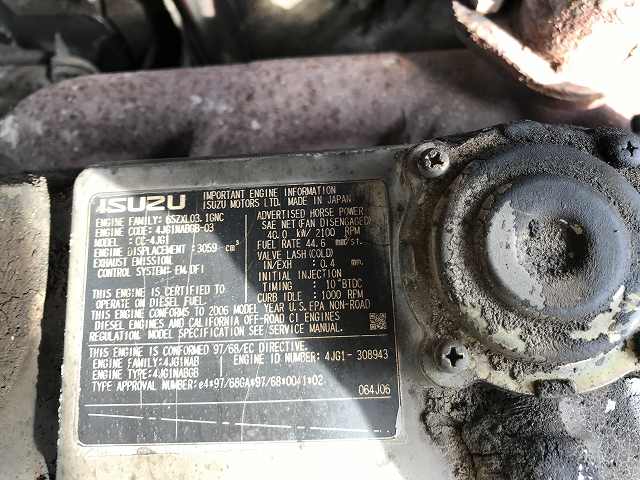 ISUZU
IMPORTANT ENGINE INFORMATION
ISUZU MOTORS LTD. MADE IN JAPAN
ENGINE FAMILY: 6SZXL03.1GNC
ENGINE CODE: 4JG1NABGB-03
MODEL: CC-4JG1
ENGINE DISPLACEMENT: 3059 cm³
EXHAUST EMISSION
CONTROL SYSTEM: EM,DFI
ADVERTISED HORSE POWER
SAE NET(FAN DISENGAGED)
40.0 kW/2100 RPM
FUEL RATE 44.6 mm³/st.
VALVE LASH(COLD)
IN/EXH : 0.4 mm.
INITIAL INJECTION
TIMING : 10°BTDC
CURB IDLE : 1000 RPM
THIS ENGINE IS CERTIFIED TO
OPERATE ON DIESEL FUEL.
THIS ENGINE CONFORMS TO 2006 MODEL YEAR U.S.EPA NON-ROAD
DIESEL ENGINES AND CALIFORNIA OFF-ROAD CI ENGINES
REGULATION. MODEL SPECIFICATION SEE SERVICE MANUAL.
THIS ENGINE IS CONFORMED 97/68/EC DIRECTIVE.
ENGINE FAMILY:4JG1NAB
ENGINE ID NUMBER: 4JG1- 308943
ENGINE TYPE:4JG1NABGB
TYPE APPROVAL NUMBER: e4*97/68GA*97/68*0041*02
064J06